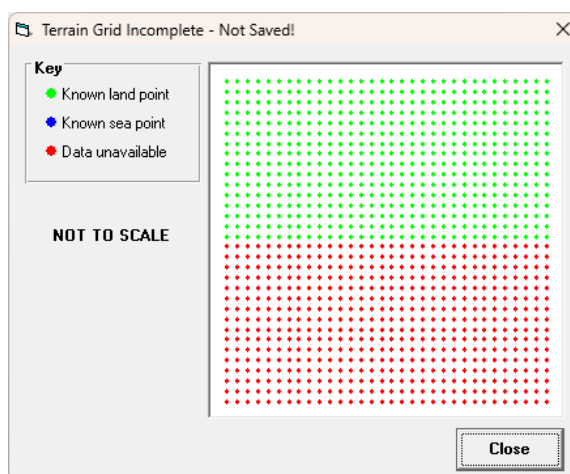 Terrain Grid Incomplete - Not Saved!
Key
Known land point
Known sea point
Data unavailable
NOT TO SCALE
Close